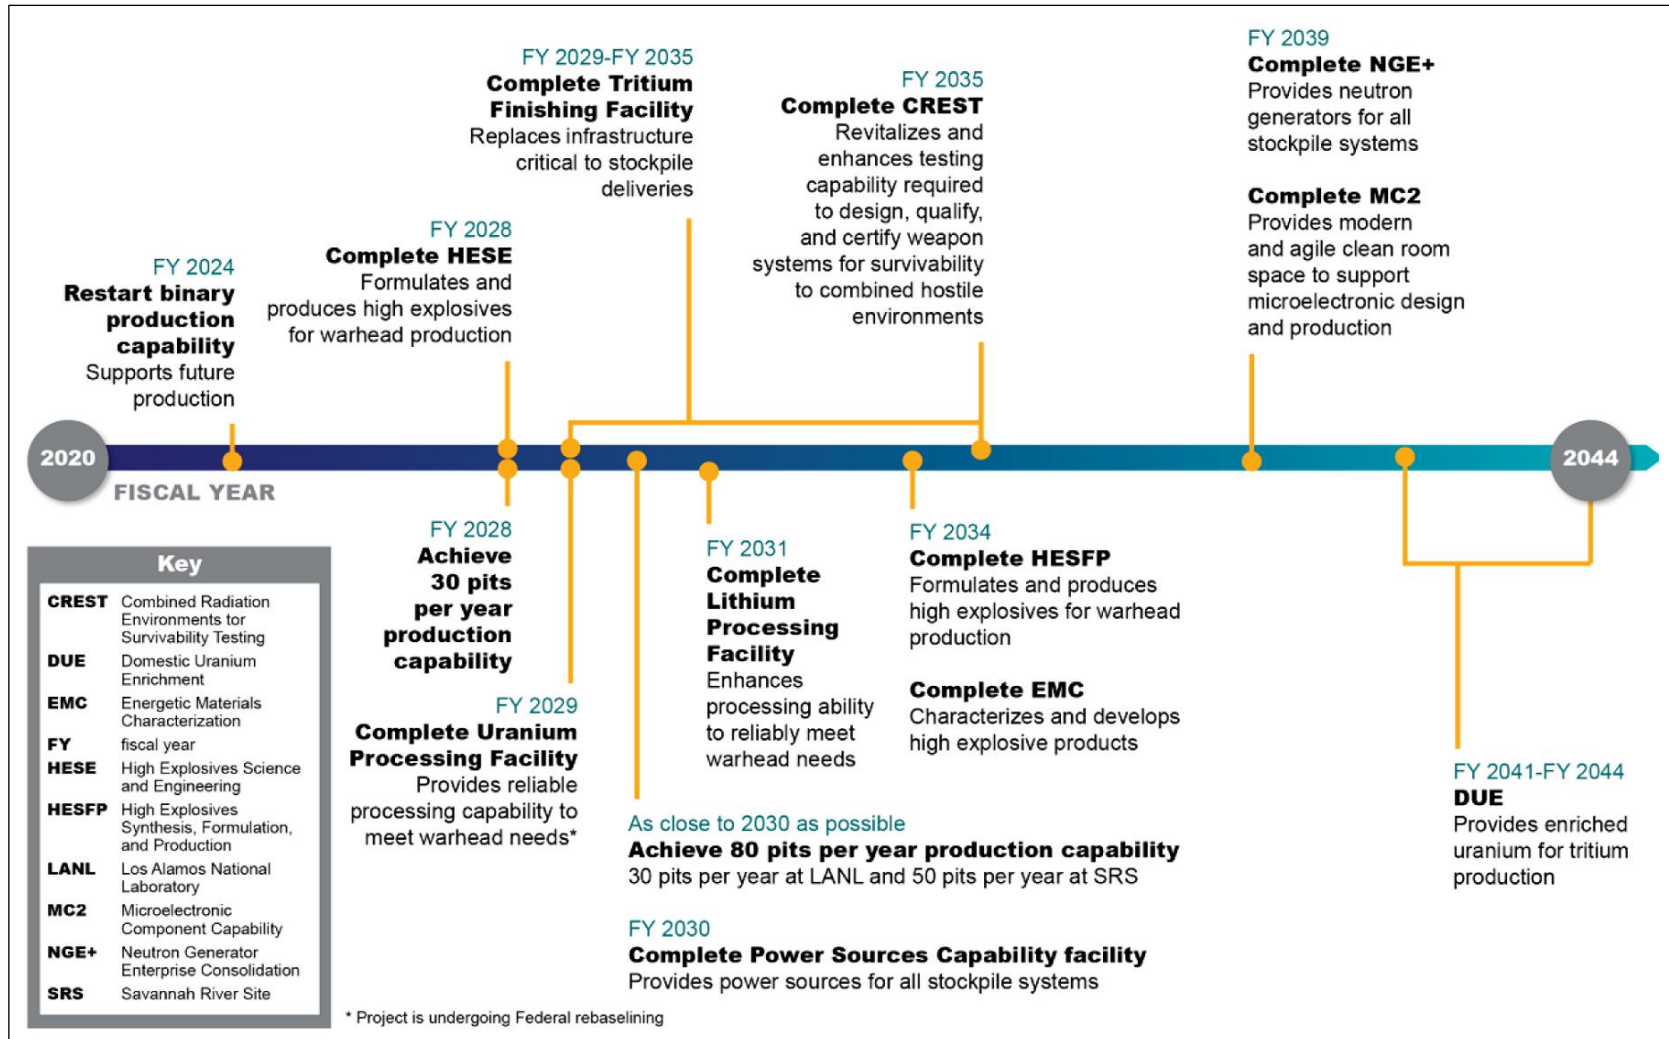 FY 2024
Restart binary
production
capability
Supports future
production
FY 2028
Complete HESE
Formulates and
produces high explosives
for warhead production
FY 2029-FY 2035
Complete Tritium
Finishing Facility
Replaces infrastructure
critical to stockpile
deliveries
FY 2035
Complete CREST
Revitalizes and
enhances testing
capability required
to design, qualify,
and certify weapon
systems for survivability
to combined hostile
environments
FY 2039
Complete NGE+
Provides neutron
generators for all
stockpile systems
Complete MC2
Provides modern
and agile clean room
space to support
microelectronic design
and production
2020
2044
FISCAL YEAR
FY 2028
Achieve
30 pits
per year
production
capability
FY 2029
Complete Uranium
Processing Facility
Provides reliable
processing capability to
meet warhead needs*
As close to 2030 as possible
Achieve 80 pits per year production capability
30 pits per year at LANL and 50 pits per year at SRS
FY 2030
Complete Power Sources Capability facility
Provides power sources for all stockpile systems
FY 2031
Complete
Lithium
Processing
Facility
Enhances
processing ability
to reliably meet
warhead needs
FY 2034
Complete HESFP
Formulates and produces
high explosives for warhead
production
Complete EMC
Characterizes and develops
high explosive products
FY 2041-FY 2044
DUE
Provides enriched
uranium for tritium
production
Key
CREST Combined Radiation
Environments for
Survivability Testing
DUE Domestic Uranium
Enrichment
EMC Energetic Materials
Characterization
FY fiscal year
HESE High Explosives Science
and Engineering
HESFP High Explosives
Synthesis, Formulation,
and Production
LANL Los Alamos National
Laboratory
MC2 Microelectronic
Component Capability
NGE+ Neutron Generator
Enterprise Consolidation
SRS Savannah River Site
* Project is undergoing Federal rebaselining